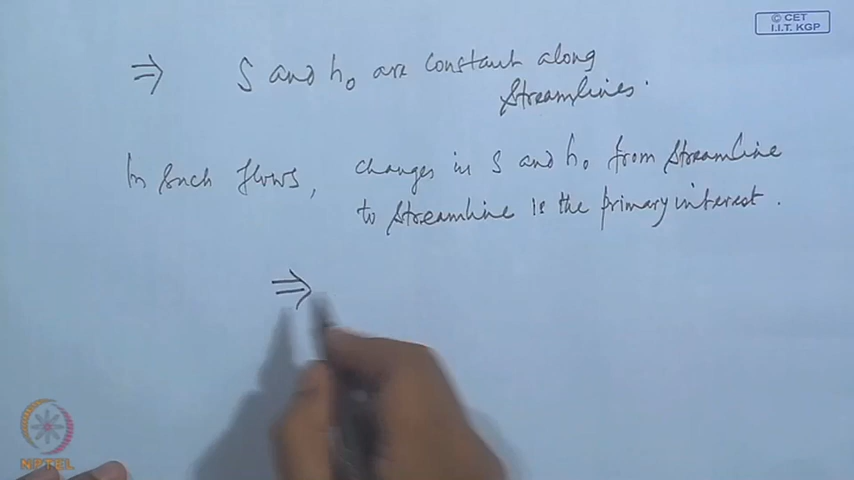 © CET
I.I.T. KGP
⇒ S and h₀ are constant along
streamlines.
In such flows, changes in s and h₀ from streamline
to streamline is the primary interest.
⇒
NPTEL